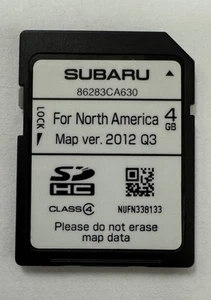 SUBARU
86283CA630
LOCK
For North America
4 GB
Map ver. 2012 Q3
SD
HC
CLASS 4
NUFN338133
Please do not erase
map data